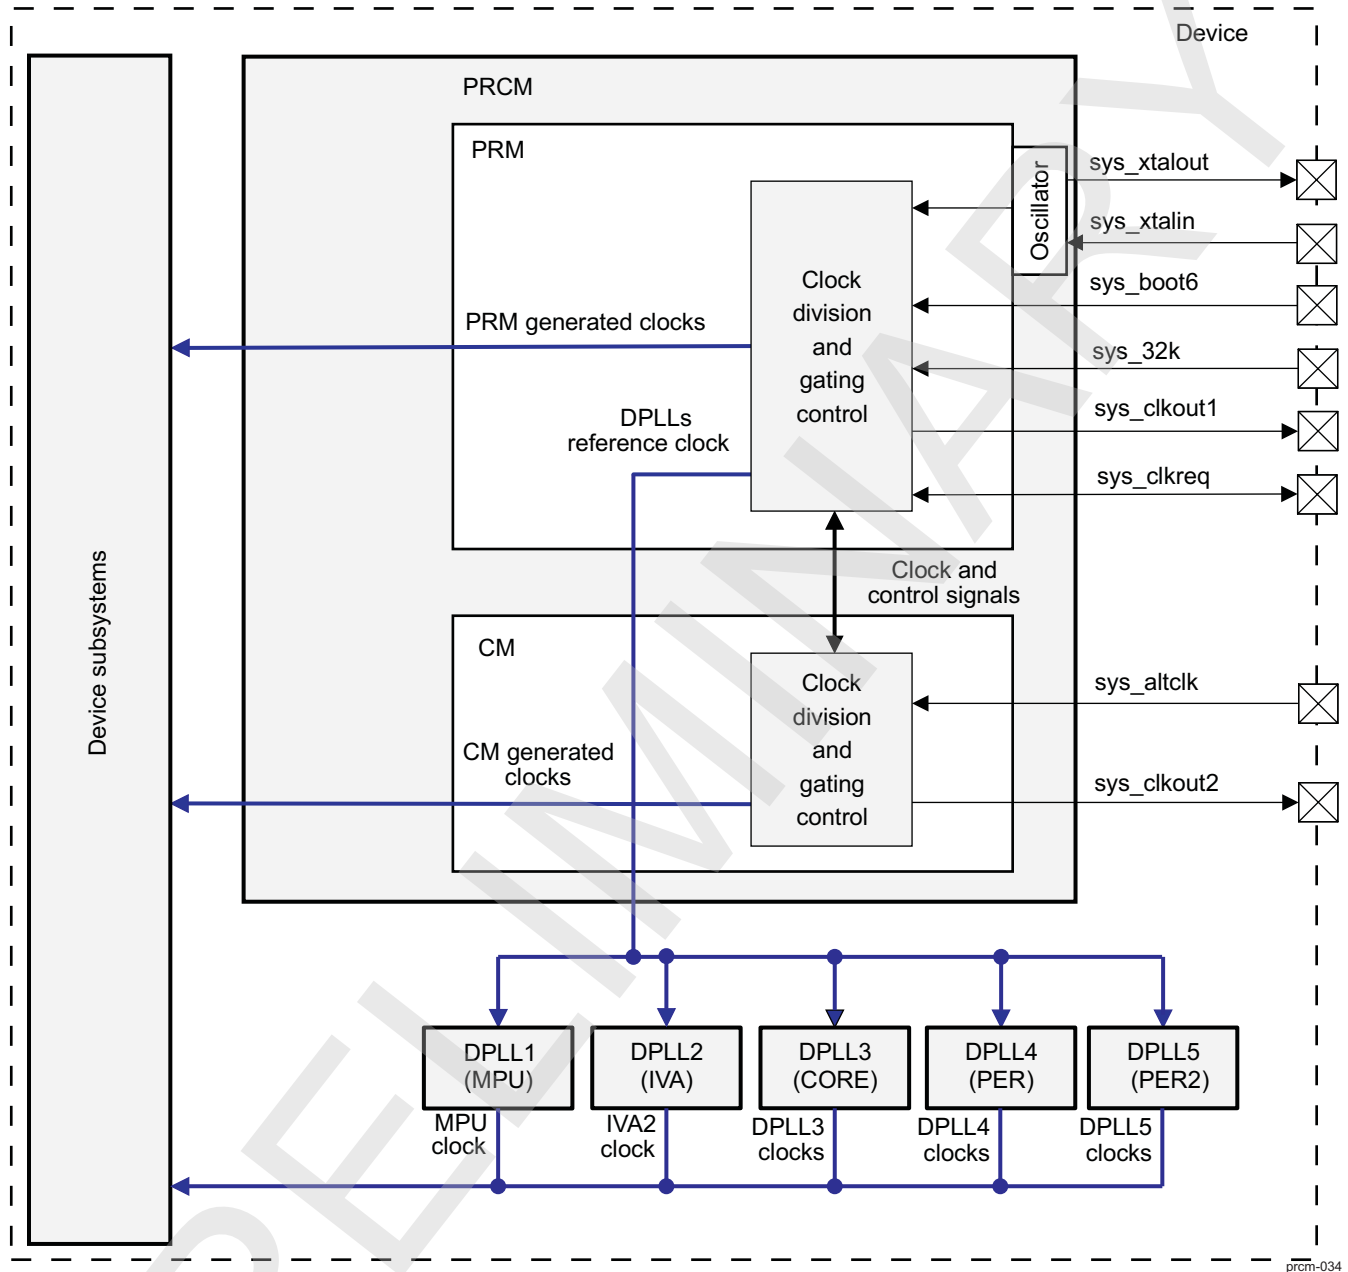 Device
PRCM
PRM
Oscillator
sys_xtalout
sys_xtalin
sys_boot6
sys_32k
sys_clkout1
sys_clkreq
Clock
division
and
gating
control
PRM generated clocks
DPLLs
reference clock
Clock and
control signals
Device subsystems
CM
Clock
division
and
gating
control
sys_altclk
sys_clkout2
CM generated
clocks
DPLL1
(MPU)
DPLL2
(IVA)
DPLL3
(CORE)
DPLL4
(PER)
DPLL5
(PER2)
MPU
clock
IVA2
clock
DPLL3
clocks
DPLL4
clocks
DPLL5
clocks
prcm-034
PRELIMINARY